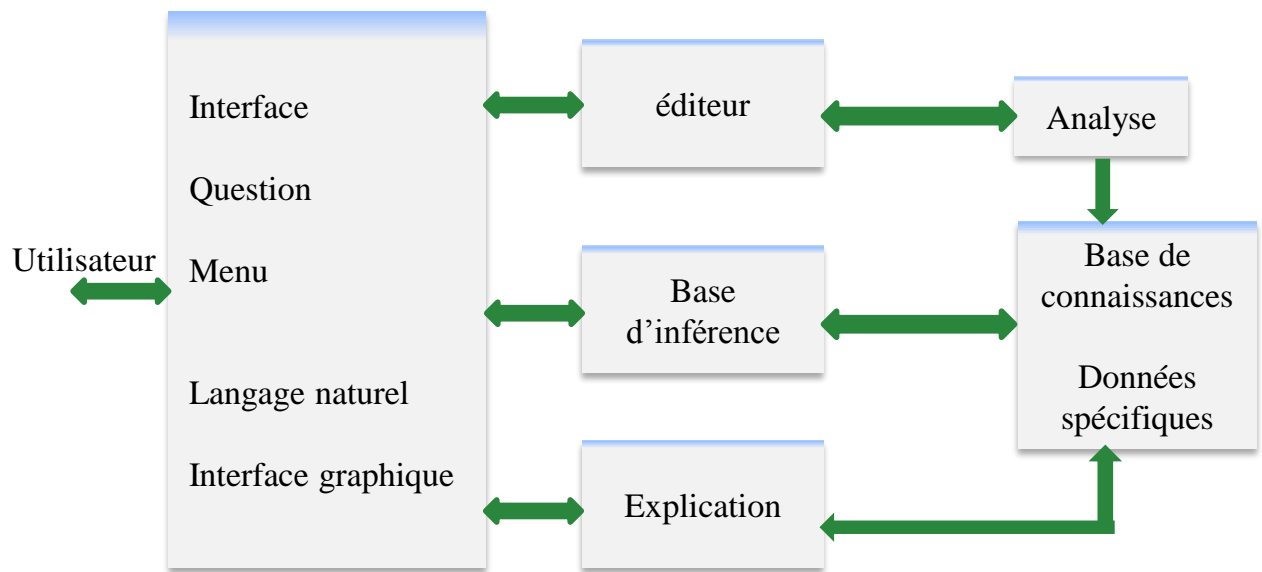 Utilisateur
Interface
Question
Menu
Langage naturel
Interface graphique
éditeur
Base
d’inférence
Explication
Analyse
Base de
connaissances
Données
spécifiques